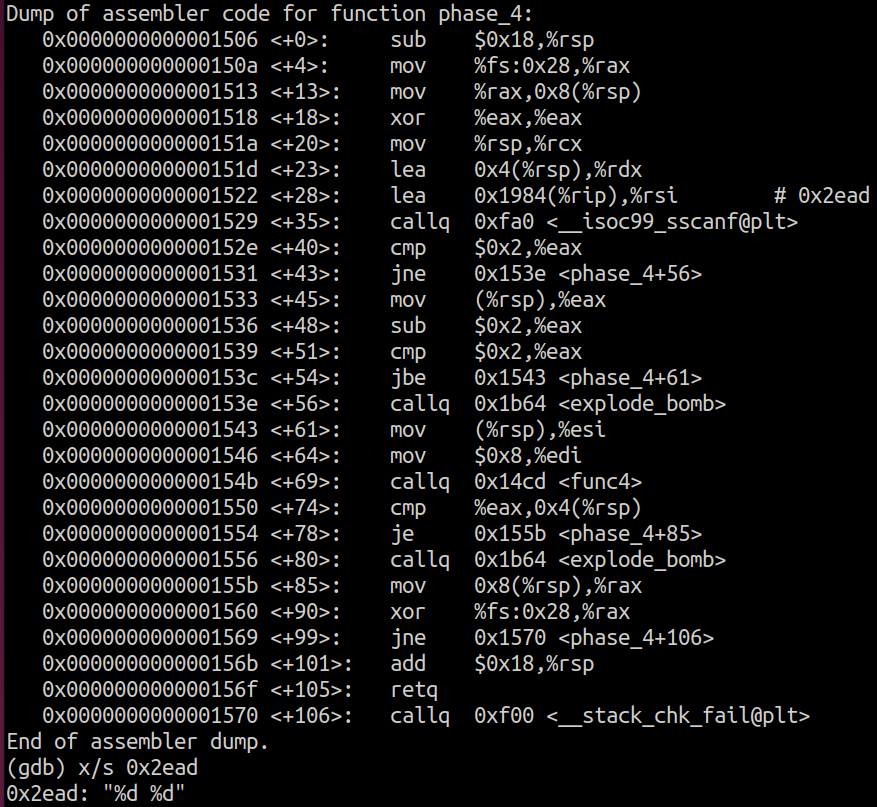 Dump of assembler code for function phase_4:
   0x0000000000001506 <+0>:     sub    $0x18,%rsp
   0x000000000000150a <+4>:     mov    %fs:0x28,%rax
   0x0000000000001513 <+13>:    mov    %rax,0x8(%rsp)
   0x0000000000001518 <+18>:    xor    %eax,%eax
   0x000000000000151a <+20>:    mov    %rsp,%rcx
   0x000000000000151d <+23>:    lea    0x4(%rsp),%rdx
   0x0000000000001522 <+28>:    lea    0x1984(%rip),%rsi        # 0x2ead
   0x0000000000001529 <+35>:    callq  0xfa0 <__isoc99_sscanf@plt>
   0x000000000000152e <+40>:    cmp    $0x2,%eax
   0x0000000000001531 <+43>:    jne    0x153e <phase_4+56>
   0x0000000000001533 <+45>:    mov    (%rsp),%eax
   0x0000000000001536 <+48>:    sub    $0x2,%eax
   0x0000000000001539 <+51>:    cmp    $0x2,%eax
   0x000000000000153c <+54>:    jbe    0x1543 <phase_4+61>
   0x000000000000153e <+56>:    callq  0x1b64 <explode_bomb>
   0x0000000000001543 <+61>:    mov    (%rsp),%esi
   0x0000000000001546 <+64>:    mov    $0x8,%edi
   0x000000000000154b <+69>:    callq  0x14cd <func4>
   0x0000000000001550 <+74>:    cmp    %eax,0x4(%rsp)
   0x0000000000001554 <+78>:    je     0x155b <phase_4+85>
   0x0000000000001556 <+80>:    callq  0x1b64 <explode_bomb>
   0x000000000000155b <+85>:    mov    0x8(%rsp),%rax
   0x0000000000001560 <+90>:    xor    %fs:0x28,%rax
   0x0000000000001569 <+99>:    jne    0x1570 <phase_4+106>
   0x000000000000156b <+101>:   add    $0x18,%rsp
   0x000000000000156f <+105>:   retq
   0x0000000000001570 <+106>:   callq  0xf00 <__stack_chk_fail@plt>
End of assembler dump.
(gdb) x/s 0x2ead
0x2ead: "%d %d"